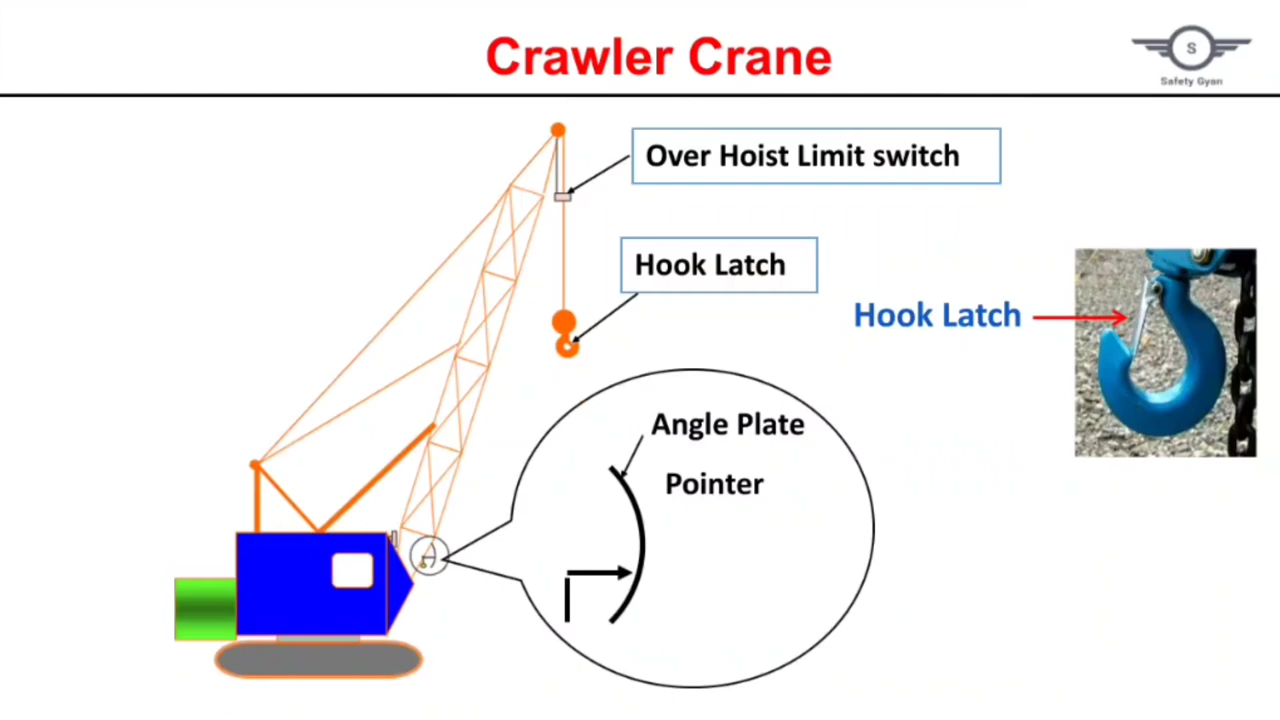 Crawler Crane
S
Safety Gyan
Over Hoist Limit switch
Hook Latch
Hook Latch
Angle Plate
Pointer